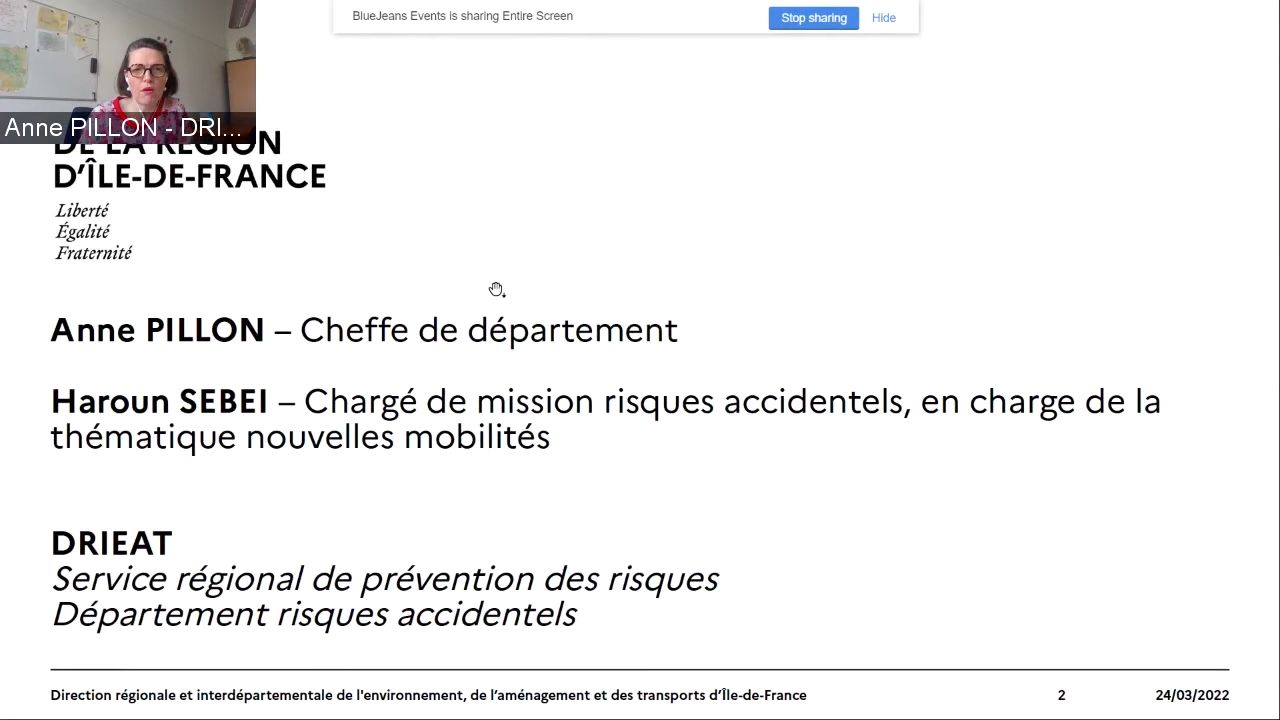 BlueJeans Events is sharing Entire Screen
Stop sharing
Hide
Anne PILLON - DRI...
DE LA RÉGION
D’ÎLE-DE-FRANCE
Liberté
Égalité
Fraternité
Anne PILLON – Cheffe de département
Haroun SEBEI – Chargé de mission risques accidentels, en charge de la
thématique nouvelles mobilités
DRIEAT
Service régional de prévention des risques
Département risques accidentels
Direction régionale et interdépartementale de l'environnement, de l’aménagement et des transports d’Île-de-France
2
24/03/2022